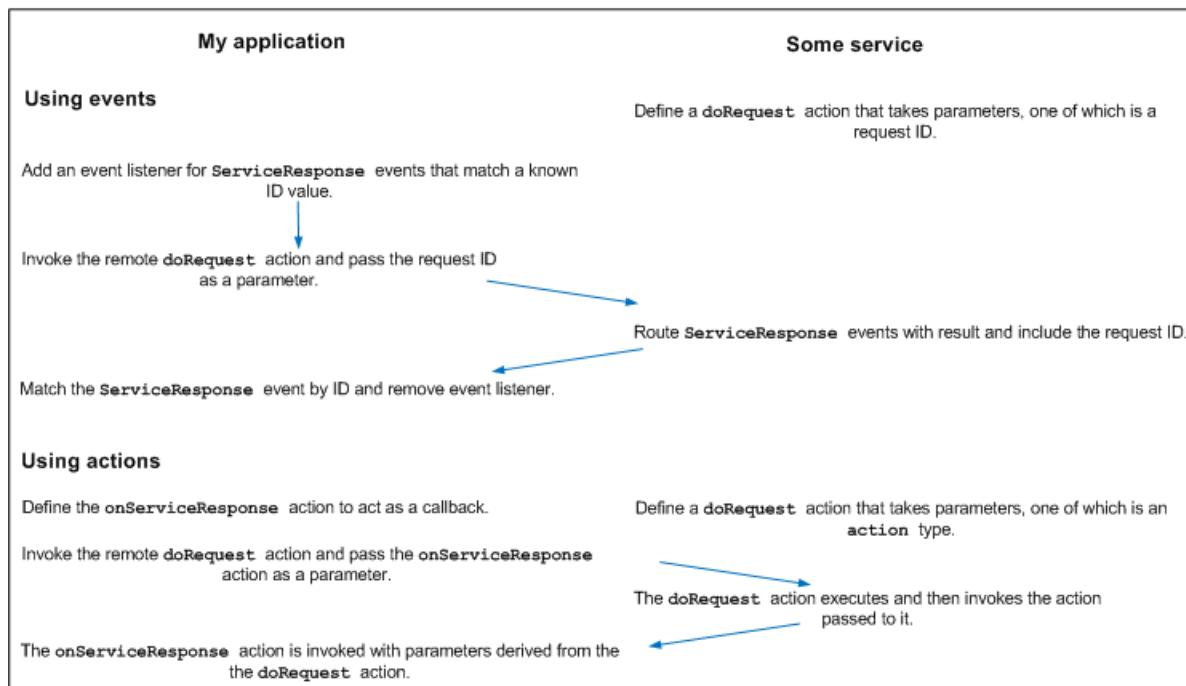 My application
Some service
Using events
Define a doRequest action that takes parameters, one of which is a
request ID.
Add an event listener for ServiceResponse events that match a known
ID value.
Invoke the remote doRequest action and pass the request ID
as a parameter.
Route ServiceResponse events with result and include the request ID.
Match the ServiceResponse event by ID and remove event listener.
Using actions
Define the onServiceResponse action to act as a callback.
Define a doRequest action that takes parameters, one of which is an
action type.
Invoke the remote doRequest action and pass the onServiceResponse
action as a parameter.
The doRequest action executes and then invokes the action
passed to it.
The onServiceResponse action is invoked with parameters derived from the
the doRequest action.